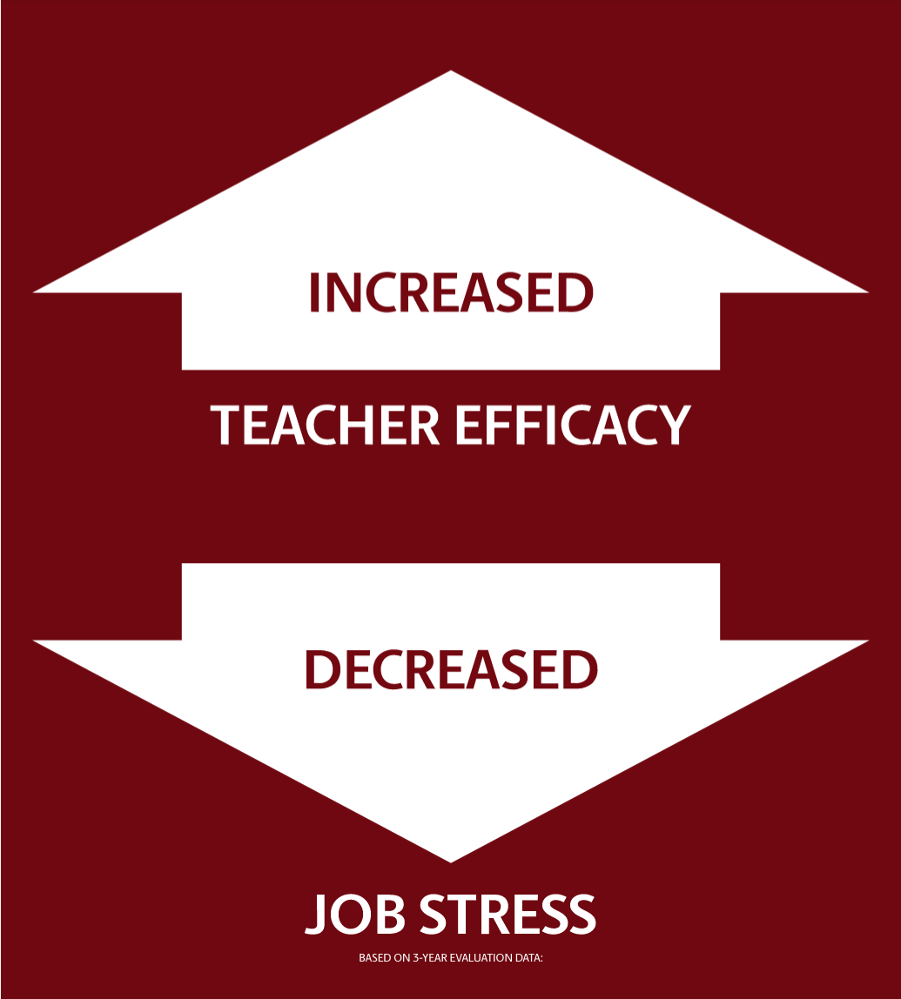 INCREASED
TEACHER EFFICACY
DECREASED
JOB STRESS
BASED ON 3-YEAR EVALUATION DATA: